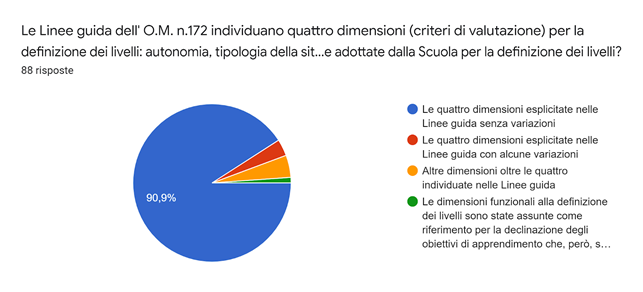 Le Linee guida dell' O.M. n.172 individuano quattro dimensioni (criteri di valutazione) per la
definizione dei livelli: autonomia, tipologia della sit...e adottate dalla Scuola per la definizione dei livelli?
88 risposte
Le quattro dimensioni esplicitate nelle
Linee guida senza variazioni
Le quattro dimensioni esplicitate nelle
Linee guida con alcune variazioni
Altre dimensioni oltre le quattro
individuate nelle Linee guida
Le dimensioni funzionali alla definizione
dei livelli sono state assunte come
riferimento per la declinazione degli
obiettivi di apprendimento che, però, s...
90,9%